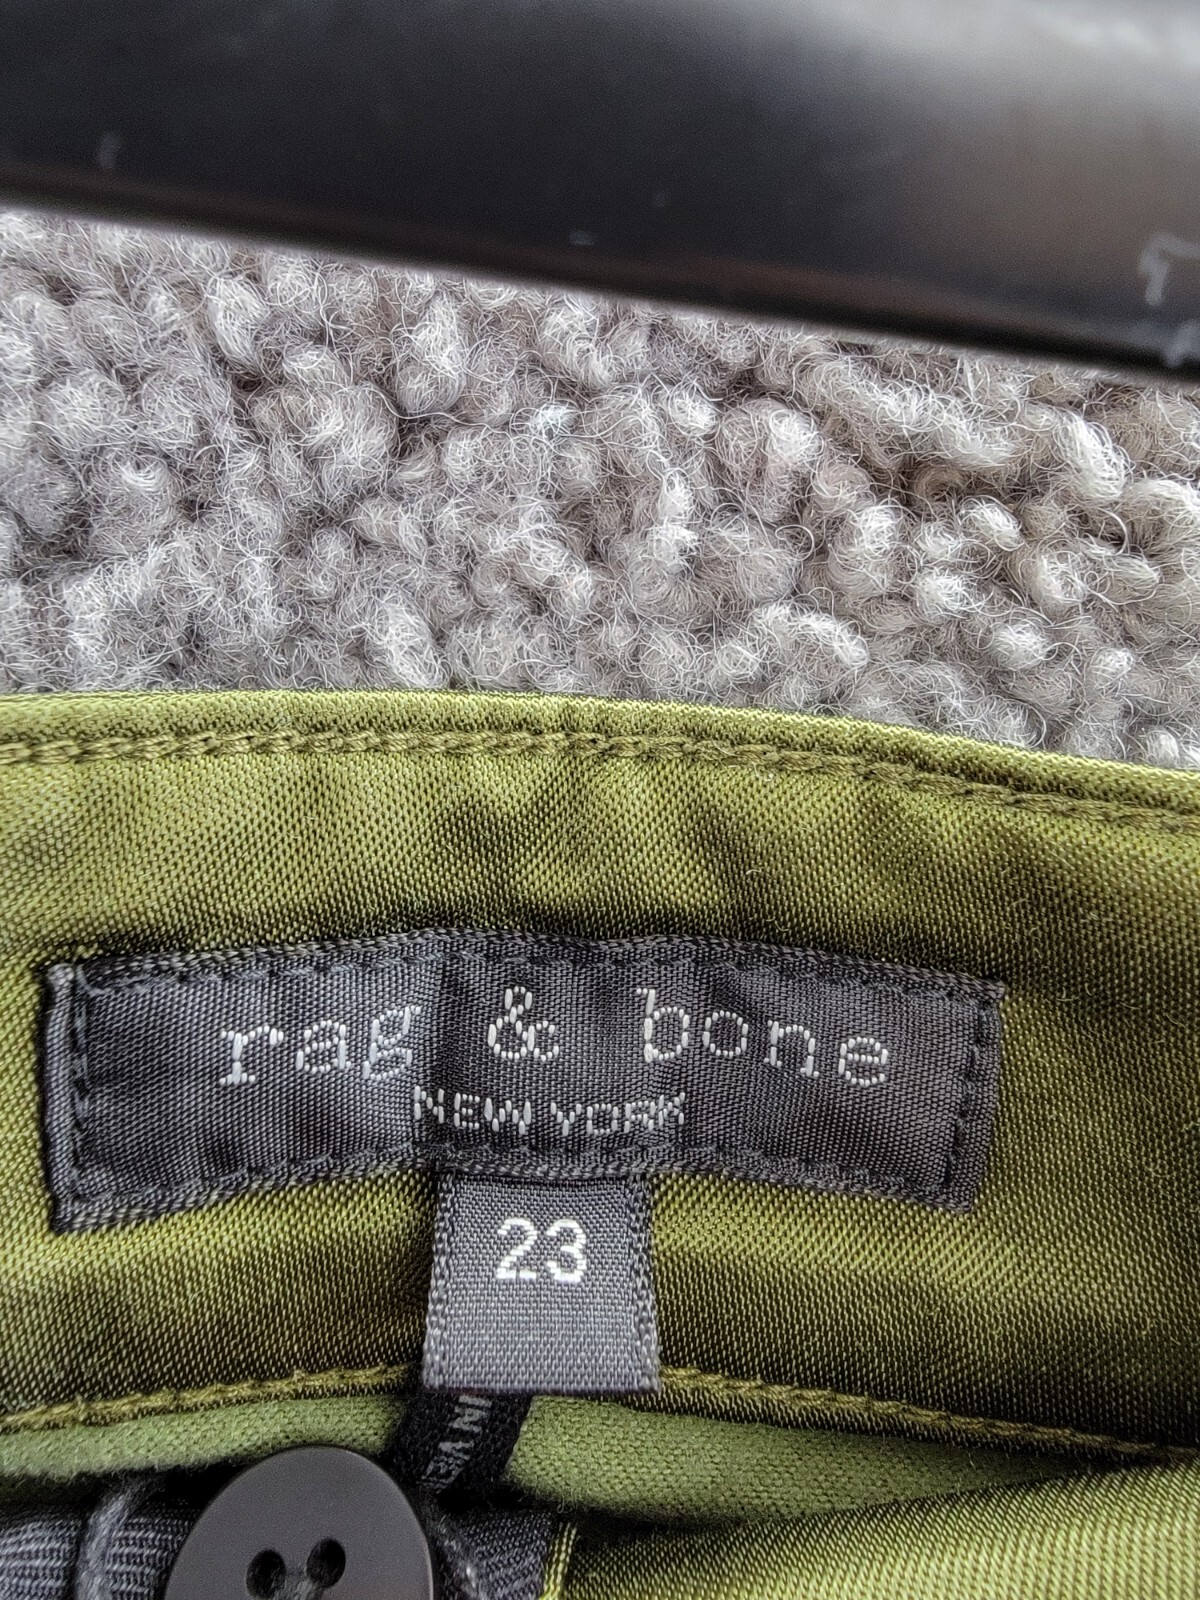 rag & bone
NEW YORK
23